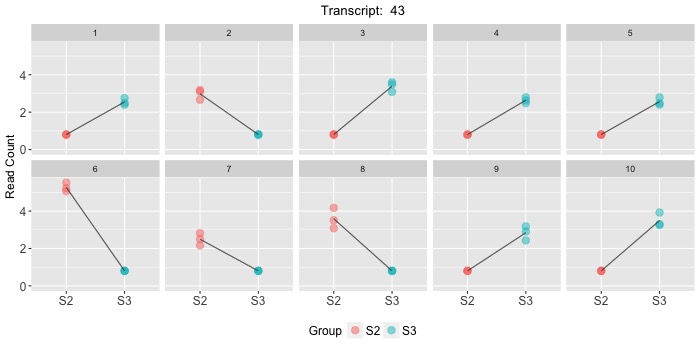 Transcript: 43
1 2 3 4 5
4
2
0
Read Count
6 7 8 9 10
4
2
0
S2 S3 S2 S3 S2 S3 S2 S3 S2 S3
Group S2 S3